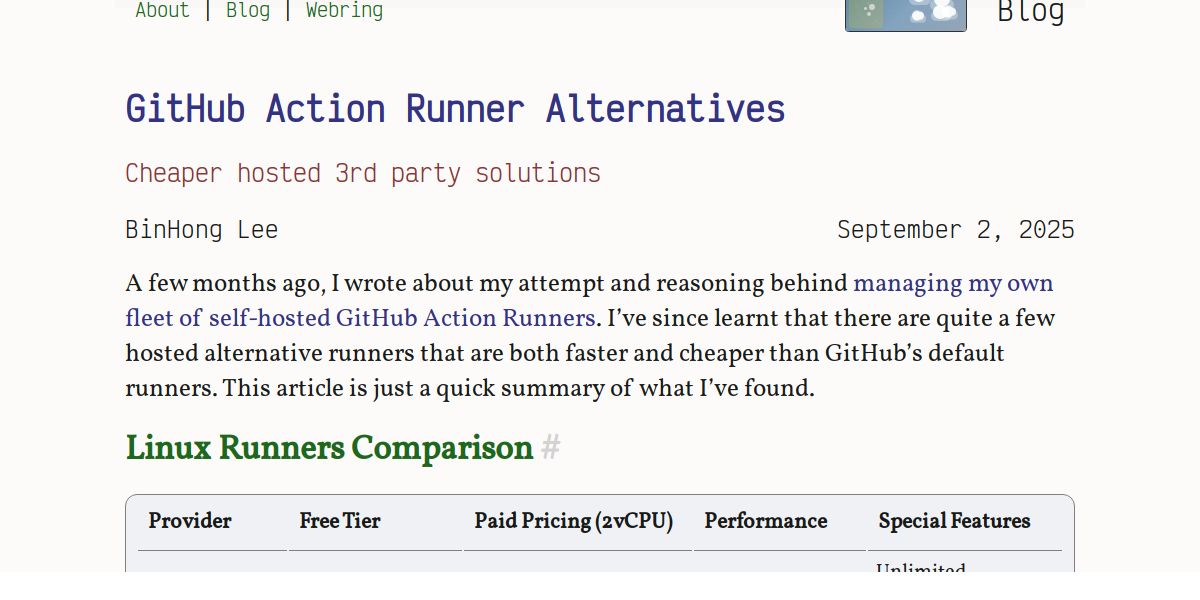 About | Blog | Webring
Blog
GitHub Action Runner Alternatives
Cheaper hosted 3rd party solutions
BinHong Lee
September 2, 2025
A few months ago, I wrote about my attempt and reasoning behind managing my own
fleet of self-hosted GitHub Action Runners. I’ve since learnt that there are quite a few
hosted alternative runners that are both faster and cheaper than GitHub’s default
runners. This article is just a quick summary of what I’ve found.
Linux Runners Comparison #
Provider Free Tier Paid Pricing (2vCPU) Performance Special Features
Unlimited